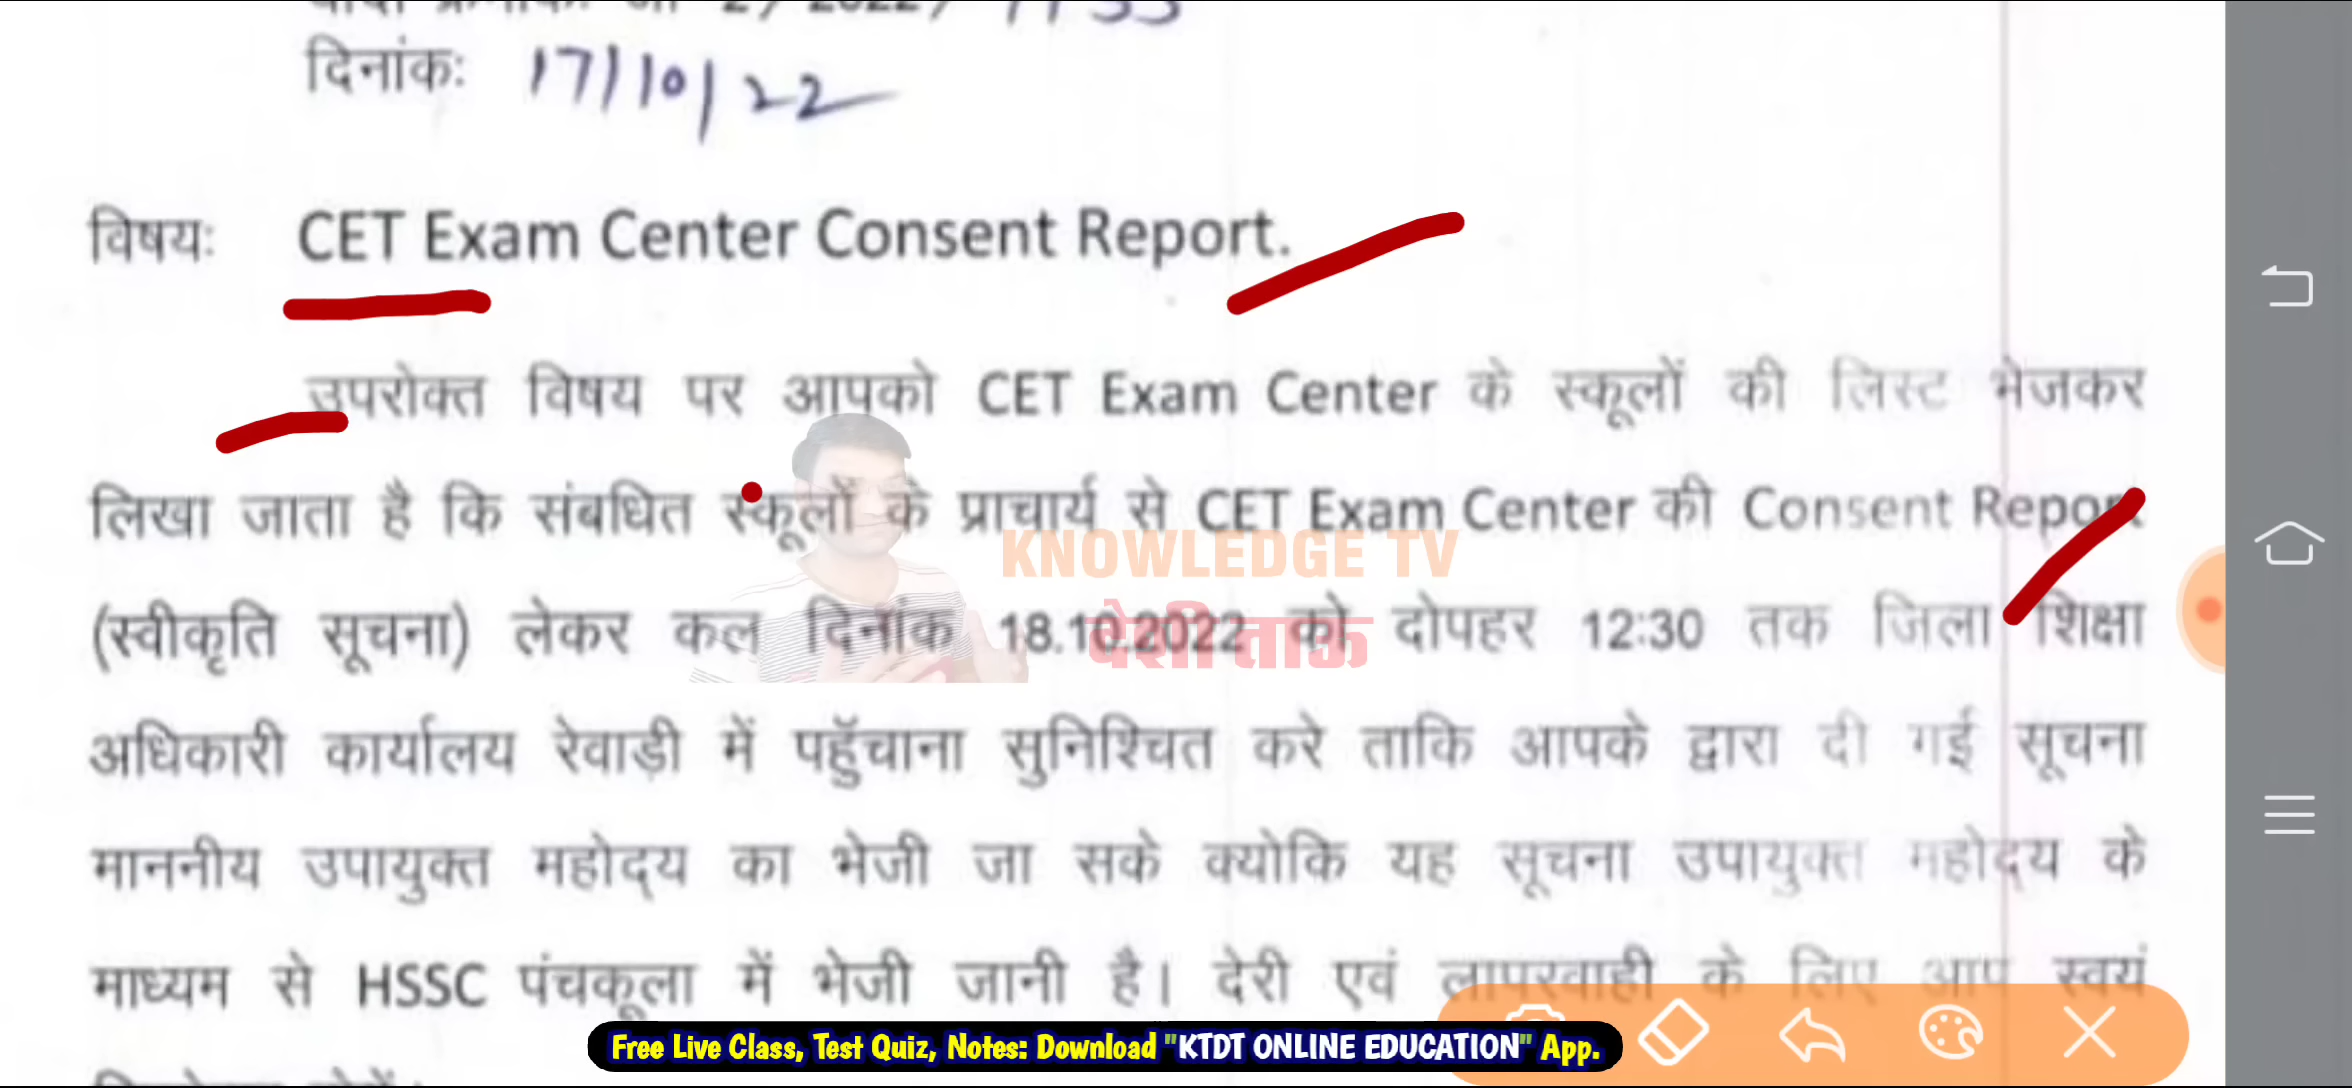 2022/
दिनांकः 17/10/22
विषयः CET Exam Center Consent Report.
उपरोक्त विषय पर आपको CET Exam Center के स्कूलों की लिस्ट भेजकर
लिखा जाता है कि संबधित स्कूलों के प्राचार्य से CET Exam Center की Consent Report
KNOWLEDGE TV
(स्वीकृति सूचना) लेकर कल दिनांक 18.10.2022 को दोपहर 12:30 तक जिला शिक्षा
देसी ताऊ
अधिकारी कार्यालय रेवाड़ी में पहुँचाना सुनिश्चित करे ताकि आपके द्वारा दी गई सूचना
माननीय उपायुक्त महोद्य का भेजी जा सके क्योकि यह सूचना उपायुक्त महोद्य के
माध्यम से HSSC पंचकूला में भेजी जानी है। देरी एवं लापरवाही के लिए आप स्वयं
Free Live Class, Test Quiz, Notes: Download "KTDT ONLINE EDUCATION" App.